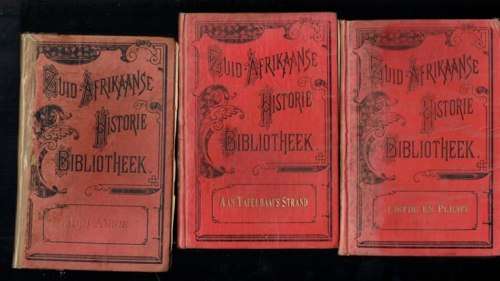 Zuid-Afrikaanse
Historie
Bibliotheek.
Zuid-Afrikaanse
Historie
Bibliotheek.
Aan Tafelbaai's Strand
Zuid-Afrikaanse
Historie
Bibliotheek.
Liefde en Plicht